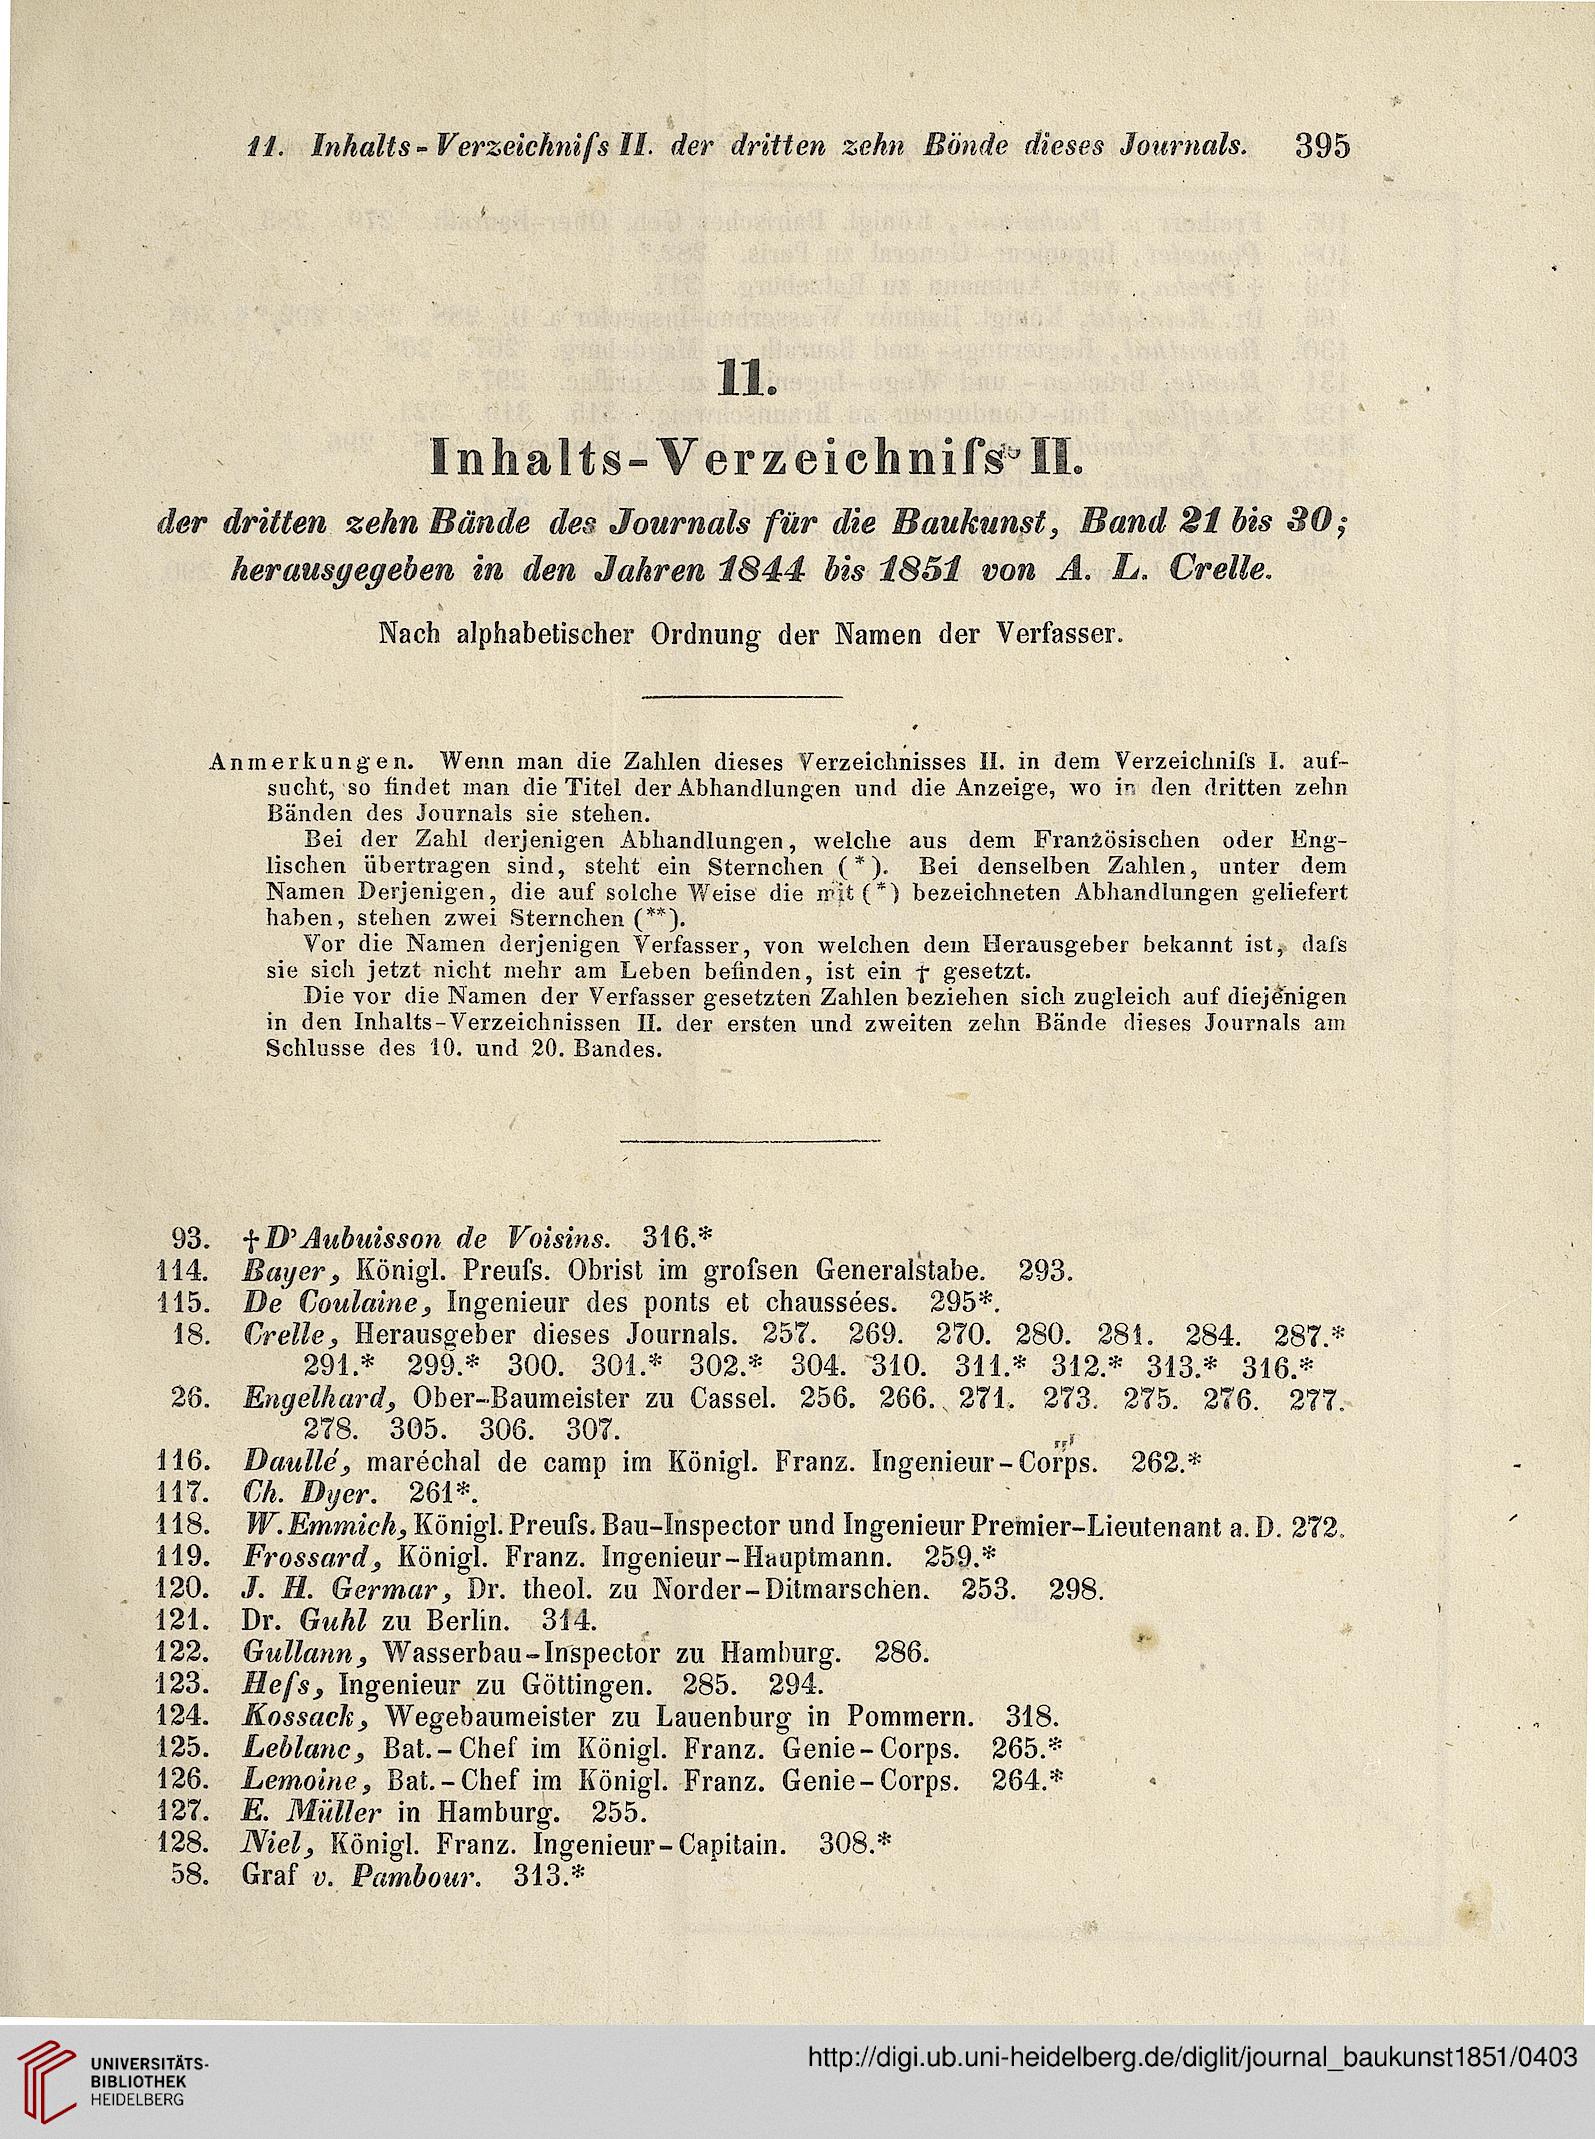 11. Inhalts-Verzeichniſs II. der dritten zehn Bönde dieses Journals. 395
11.
Inhalts-Verzeichniſs II.
der dritten zehn Bände des Journals für die Baukunst, Band 21 bis 30;
herausgegeben in den Jahren 1844 bis 1851 von A. L. Crelle.
Nach alphabetischer Ordnung der Namen der Verfasser.
Anmerkungen. Wenn man die Zahlen dieses Verzeichnisses II. in dem Verzeichniſs I. auf-
sucht, so findet man die Titel der Abhandlungen und die Anzeige, wo in den dritten zehn
Bänden des Journals sie stehen.
Bei der Zahl derjenigen Abhandlungen, welche aus dem Französischen oder Eng-
lischen übertragen sind, steht ein Sternchen (*). Bei denselben Zahlen, unter dem
Namen Derjenigen, die auf solche Weise die mit (*) bezeichneten Abhandlungen geliefert
haben, stehen zwei Sternchen (**).
Vor die Namen derjenigen Verfasser, von welchen dem Herausgeber bekannt ist, daſs
sie sich jetzt nicht mehr am Leben befinden, ist ein † gesetzt.
Die vor die Namen der Verfasser gesetzten Zahlen beziehen sich zugleich auf diejenigen
in den Inhalts-Verzeichnissen II. der ersten und zweiten zehn Bände dieses Journals am
Schlusse des 10. und 20. Bandes.
93. † D'Aubuisson de Voisins. 316.*
114. Bayer, Königl. Preuſs. Obrist im groſsen Generalstabe. 293.
115. De Coulaine, Ingenieur des ponts et chaussées. 295*.
18. Crelle, Herausgeber dieses Journals. 257. 269. 270. 280. 281. 284. 287.*
291.* 299.* 300. 301.* 302.* 304. 310. 311.* 312.* 313.* 316.*
26. Engelhard, Ober-Baumeister zu Cassel. 256. 266. 271. 273. 275. 276. 277.
278. 305. 306. 307.
116. Daullé, maréchal de camp im Königl. Franz. Ingenieur-Corps. 262.*
117. Ch. Dyer. 261*.
118. W. Emmich, Königl. Preuſs. Bau-Inspector und Ingenieur Premier-Lieutenant a. D. 272.
119. Frossard, Königl. Franz. Ingenieur-Hauptmann. 259.*
120. J. H. Germar, Dr. theol. zu Norder-Ditmarschen. 253. 298.
121. Dr. Guhl zu Berlin. 314.
122. Gullann, Wasserbau-Inspector zu Hamburg. 286.
123. Heſs, Ingenieur zu Göttingen. 285. 294.
124. Kossack, Wegebaumeister zu Lauenburg in Pommern. 318.
125. Leblanc, Bat.-Chef im Königl. Franz. Genie-Corps. 265.*
126. Lemoine, Bat.-Chef im Königl. Franz. Genie-Corps. 264.*
127. E. Müller in Hamburg. 255.
128. Niel, Königl. Franz. Ingenieur-Capitain. 308.*
58. Graf v. Pambour. 313.*
UNIVERSITÄTS-
BIBLIOTHEK
HEIDELBERG
http://digi.ub.uni-heidelberg.de/diglit/journal_baukunst1851/0403